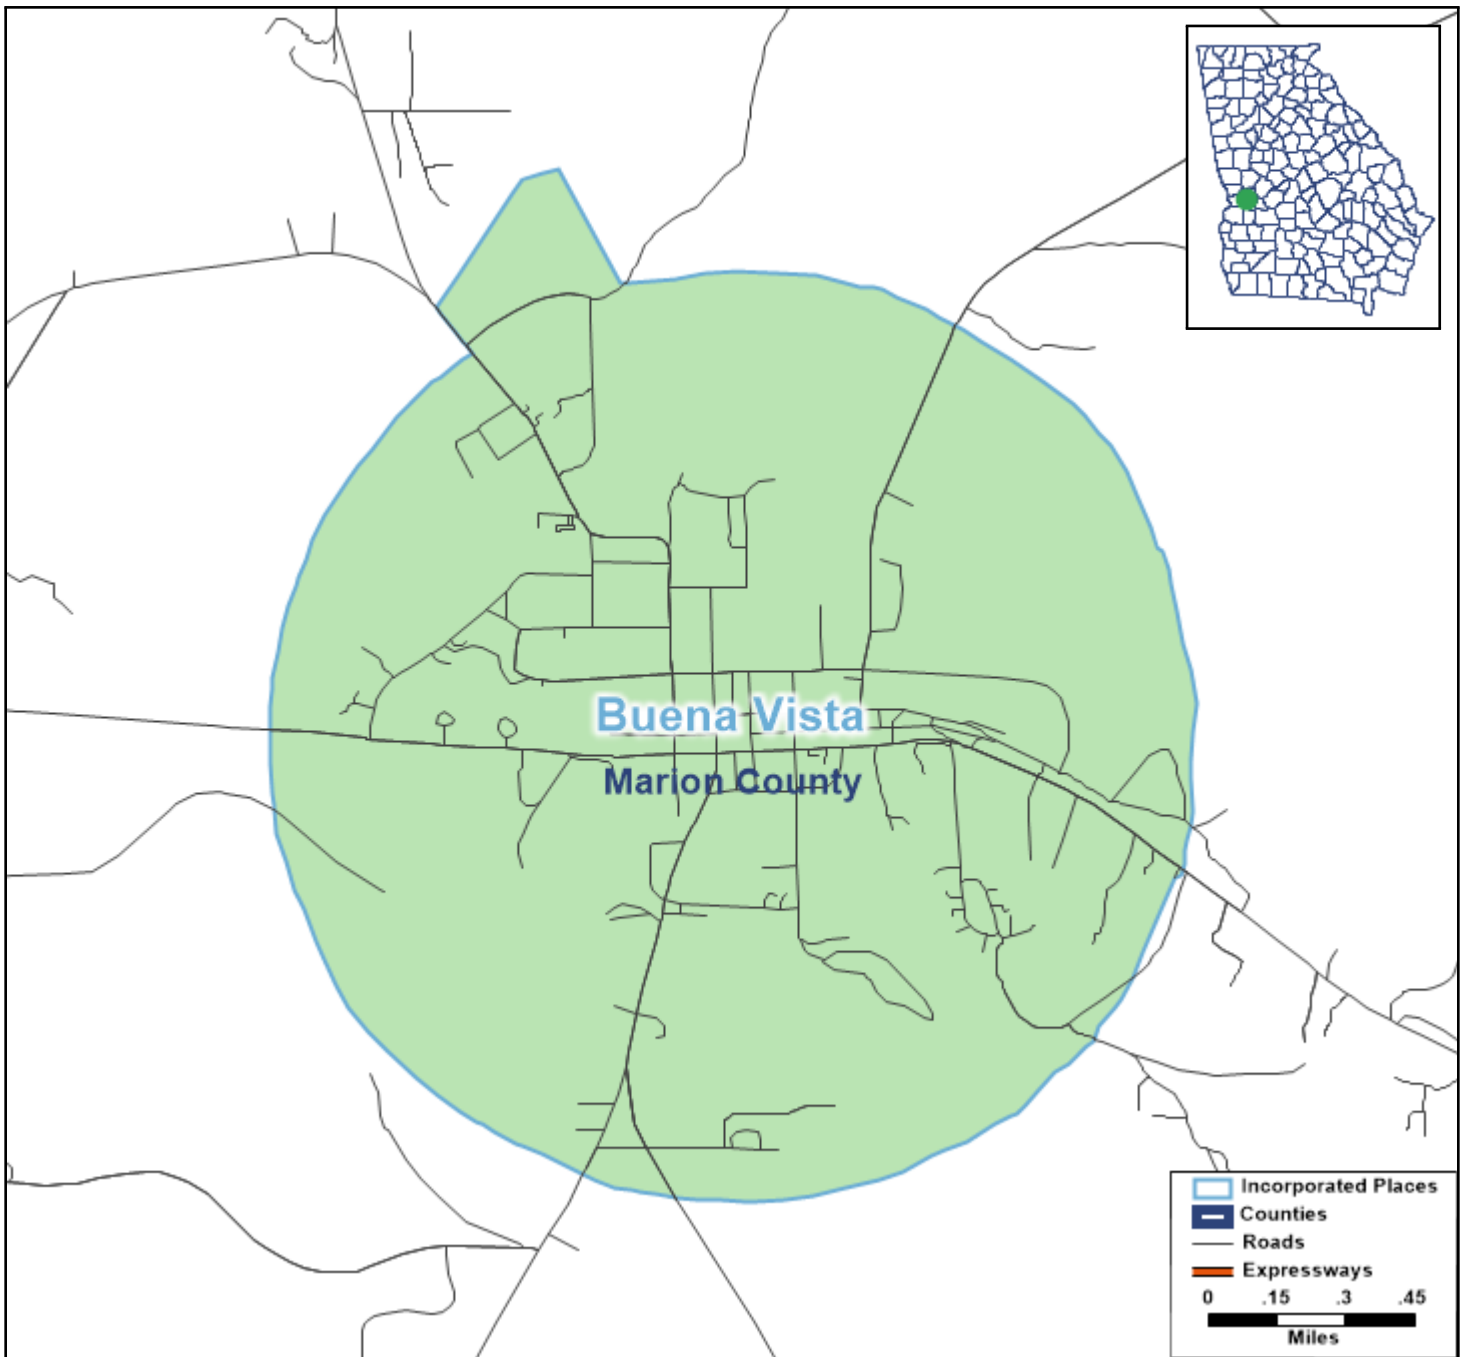 Buena Vista
Marion County
Incorporated Places
Counties
Roads
Expressways
0 .15 .3 .45
Miles